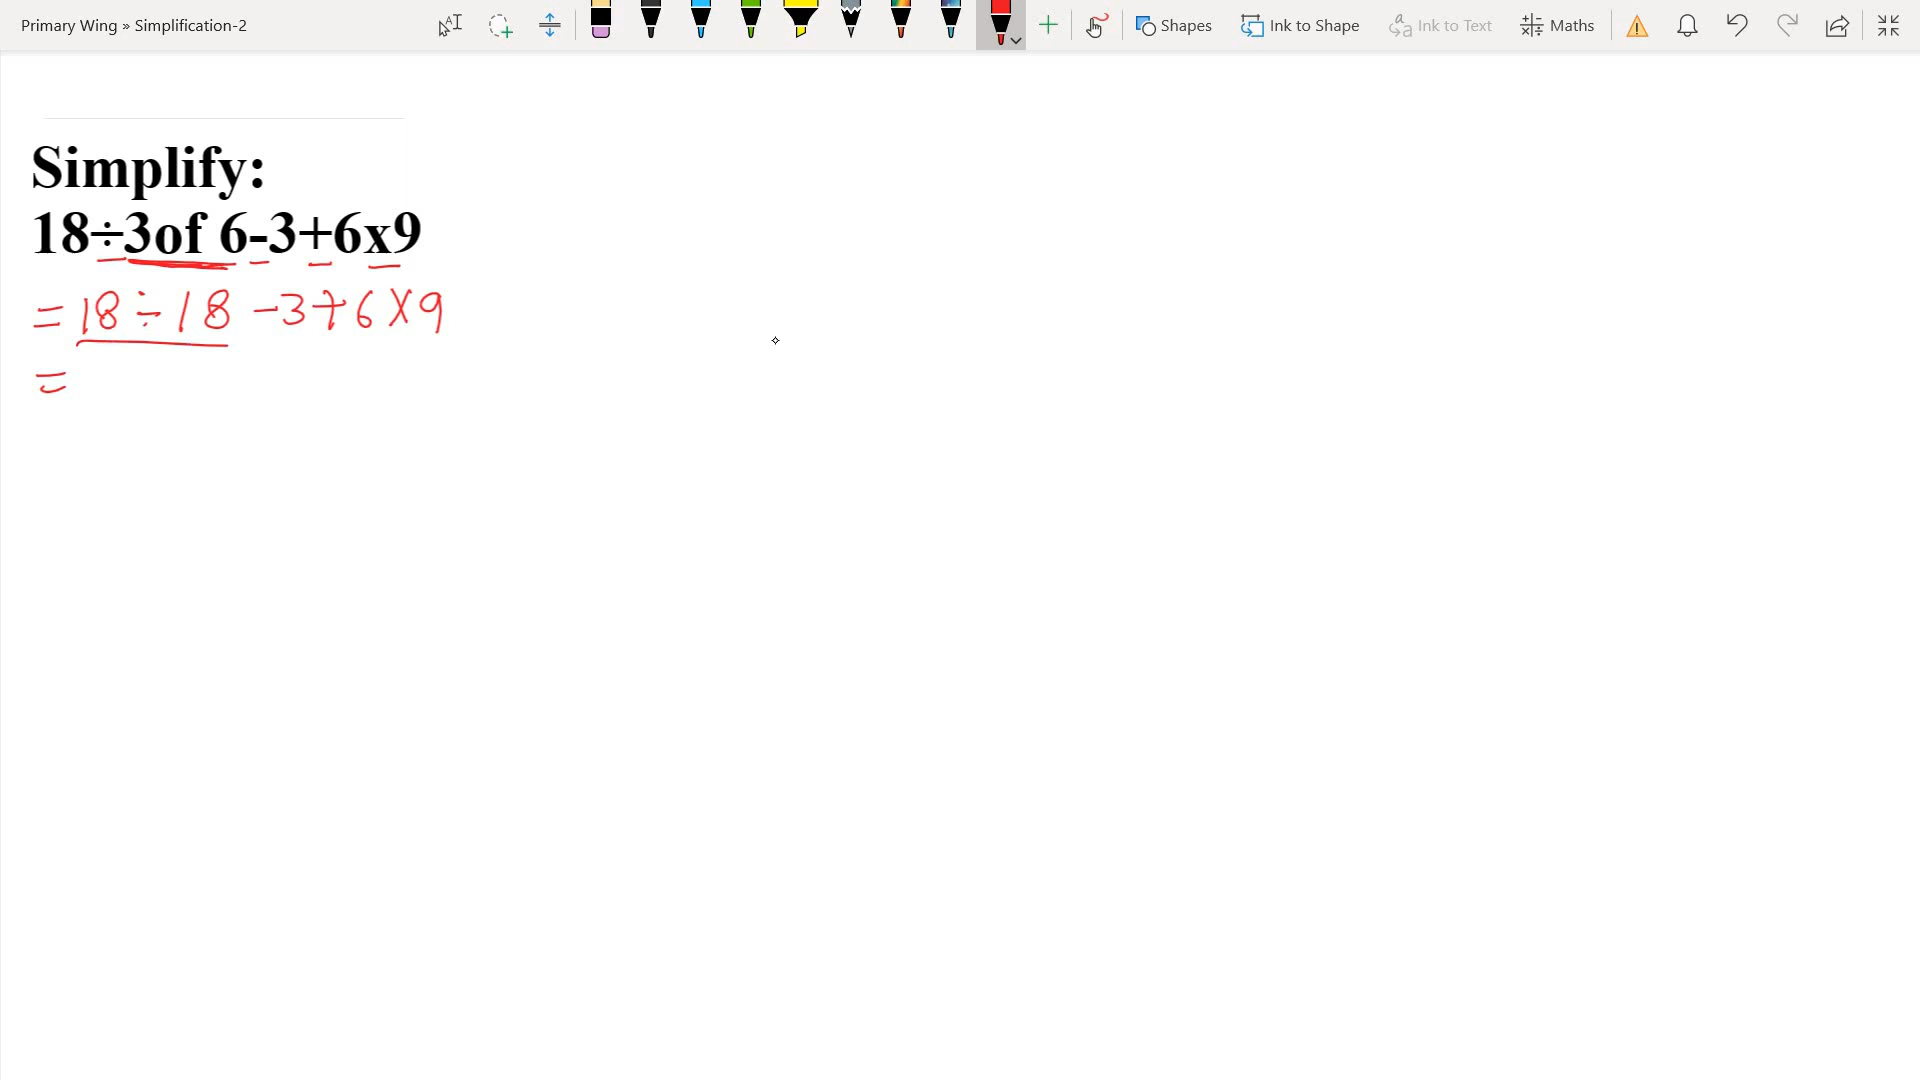 Primary Wing » Simplification-2
Shapes
Ink to Shape
Ink to Text
Maths
Simplify:
18÷3of 6-3+6x9
= 18 ÷ 18 -3+6 X 9
=